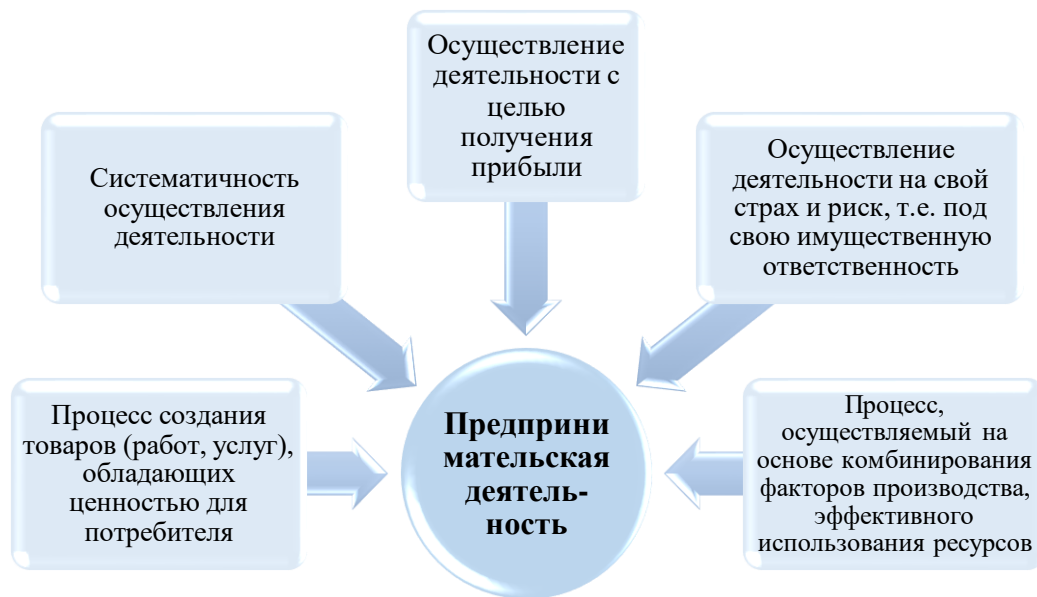 Осуществление
деятельности с
целью
получения
прибыли
Систематичность
осуществления
деятельности
Осуществление
деятельности на свой
страх и риск, т.е. под
свою имущественную
ответственность
Процесс создания
товаров (работ, услуг),
обладающих
ценностью для
потребителя
Предприни
мательская
деятель-
ность
Процесс,
осуществляемый на
основе комбинирования
факторов производства,
эффективного
использования ресурсов